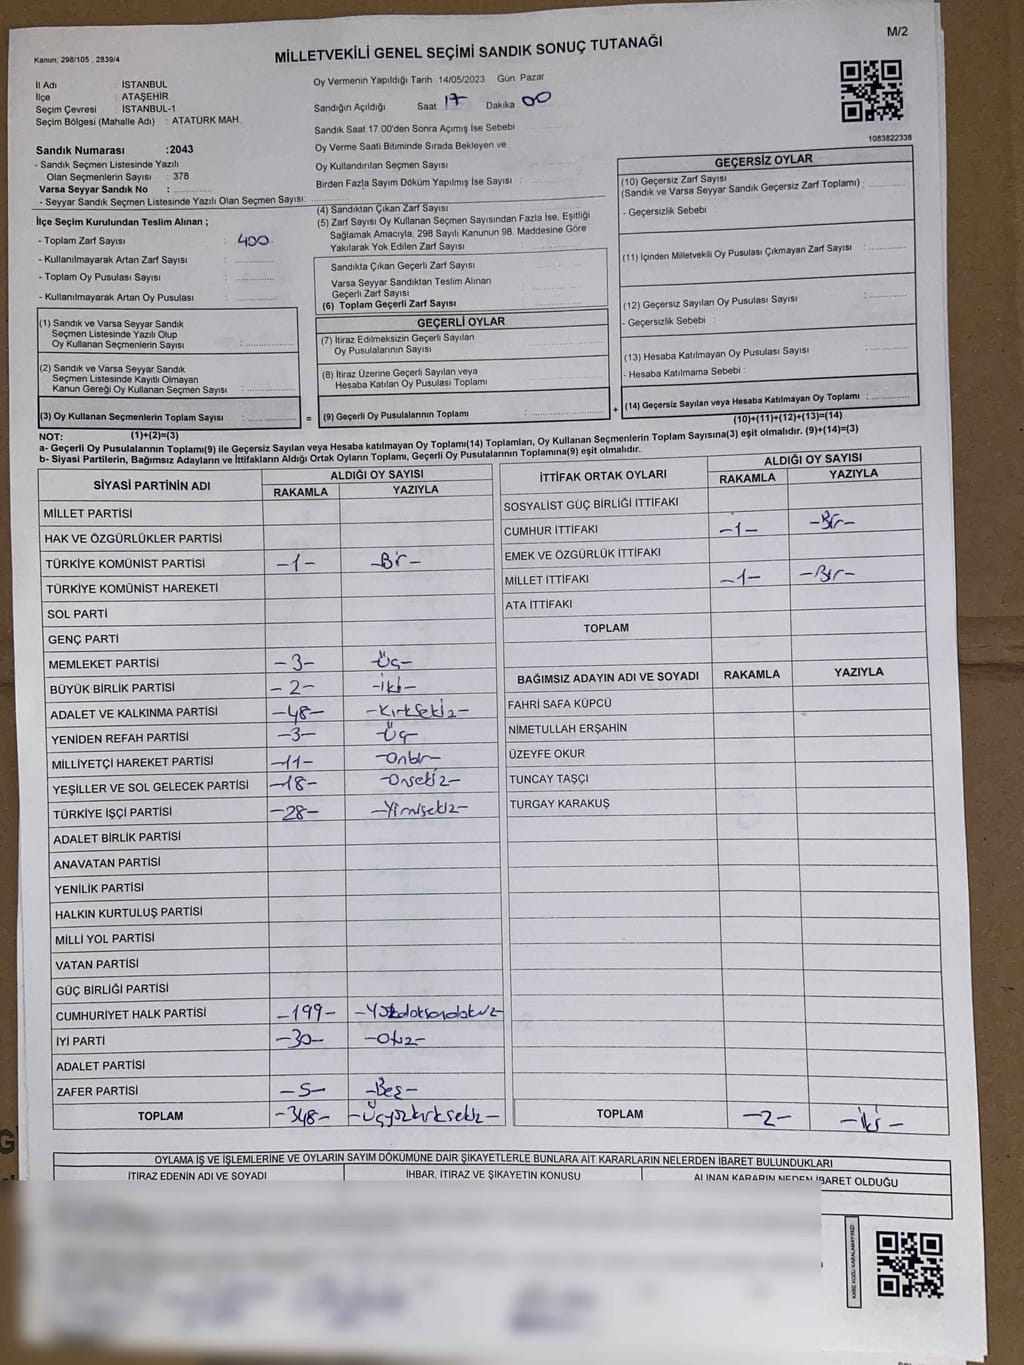 M/2
Kanun; 298/105 , 2839/4
MİLLETVEKİLİ GENEL SEÇİMİ SANDIK SONUÇ TUTANAĞI
İl Adı : İSTANBUL
İlçe : ATAŞEHİR
Seçim Çevresi : İSTANBUL-1
Seçim Bölgesi (Mahalle Adı) : ATATÜRK MAH.
Oy Vermenin Yapıldığı Tarih 14/05/2023 Gün Pazar
Sandığın Açıldığı Saat 17 Dakika 00
Sandık Saat 17.00'den Sonra Açımış İse Sebebi
Oy Verme Saati Bitiminde Sırada Bekleyen ve
Oy Kullandırılan Seçmen Sayısı
Birden Fazla Sayım Döküm Yapılmış İse Sayısı :
1083822338
Sandık Numarası :2043
- Sandık Seçmen Listesinde Yazılı
Olan Seçmenlerin Sayısı : 378
Varsa Seyyar Sandık No :
- Seyyar Sandık Seçmen Listesinde Yazılı Olan Seçmen Sayısı:
İlçe Seçim Kurulundan Teslim Alınan ;
- Toplam Zarf Sayısı : 400
- Kullanılmayarak Artan Zarf Sayısı :
- Toplam Oy Pusulası Sayısı :
- Kullanılmayarak Artan Oy Pusulası :
(1) Sandık ve Varsa Seyyar Sandık
Seçmen Listesinde Yazılı Olup
Oy Kullanan Seçmenlerin Sayısı :
(2) Sandık ve Varsa Seyyar Sandık
Seçmen Listesinde Kayıtlı Olmayan
Kanun Gereği Oy Kullanan Seçmen Sayısı :
(3) Oy Kullanan Seçmenlerin Toplam Sayısı :
(1)+(2)=(3)
(4) Sandıktan Çıkan Zarf Sayısı
(5) Zarf Sayısı Oy Kullanan Seçmen Sayısından Fazla İse, Eşitliği
Sağlamak Amacıyla, 298 Sayılı Kanunun 98. Maddesine Göre
Yakılarak Yok Edilen Zarf Sayısı :
Sandıkta Çıkan Geçerli Zarf Sayısı
Varsa Seyyar Sandıktan Teslim Alınan
Geçerli Zarf Sayısı
(6) Toplam Geçerli Zarf Sayısı
GEÇERLİ OYLAR
(7) İtiraz Edilmeksizin Geçerli Sayılan
Oy Pusulalarının Sayısı
(8) İtiraz Üzerine Geçerli Sayılan veya
Hesaba Katılan Oy Pusulası Toplamı
= (9) Geçerli Oy Pusulalarının Toplamı
GEÇERSİZ OYLAR
(10) Geçersiz Zarf Sayısı
(Sandık ve Varsa Seyyar Sandık Geçersiz Zarf Toplamı) :
- Geçersizlik Sebebi :
(11) İçinden Milletvekili Oy Pusulası Çıkmayan Zarf Sayısı :
(12) Geçersiz Sayılan Oy Pusulası Sayısı
- Geçersizlik Sebebi :
(13) Hesaba Katılmayan Oy Pusulası Sayısı
- Hesaba Katılmama Sebebi :
+ (14) Geçersiz Sayılan veya Hesaba Katılmayan Oy Toplamı :
(10)+(11)+(12)+(13)=(14)
NOT:
a- Geçerli Oy Pusulalarının Toplamı(9) ile Geçersiz Sayılan veya Hesaba katılmayan Oy Toplamı(14) Toplamları, Oy Kullanan Seçmenlerin Toplam Sayısına(3) eşit olmalıdır. (9)+(14)=(3)
b- Siyasi Partilerin, Bağımsız Adayların ve İttifakların Aldığı Ortak Oyların Toplamı, Geçerli Oy Pusulalarının Toplamına(9) eşit olmalıdır.
SİYASİ PARTİNİN ADI ALDIĞI OY SAYISI
RAKAMLA YAZIYLA
MİLLET PARTİSİ
HAK VE ÖZGÜRLÜKLER PARTİSİ
TÜRKİYE KOMÜNİST PARTİSİ -1- -Bir-
TÜRKİYE KOMÜNİST HAREKETİ
SOL PARTİ
GENÇ PARTİ
MEMLEKET PARTİSİ -3- -Üç-
BÜYÜK BİRLİK PARTİSİ -2- -iki-
ADALET VE KALKINMA PARTİSİ -48- -Kırksekiz-
YENİDEN REFAH PARTİSİ -3- -Üç
MİLLİYETÇİ HAREKET PARTİSİ -11- -Onbir-
YEŞİLLER VE SOL GELECEK PARTİSİ -18- -Onsekiz-
TÜRKİYE İŞÇİ PARTİSİ -28- -Yirmisekiz-
ADALET BİRLİK PARTİSİ
ANAVATAN PARTİSİ
YENİLİK PARTİSİ
HALKIN KURTULUŞ PARTİSİ
MİLLİ YOL PARTİSİ
VATAN PARTİSİ
GÜÇ BİRLİĞİ PARTİSİ
CUMHURİYET HALK PARTİSİ -199- -Yüzdoksandokuz-
İYİ PARTİ -30- -Otuz-
ADALET PARTİSİ
ZAFER PARTİSİ -5- -Beş-
TOPLAM -348- -Üçyüzkırksekiz-
İTTİFAK ORTAK OYLARI ALDIĞI OY SAYISI
RAKAMLA YAZIYLA
SOSYALİST GÜÇ BİRLİĞİ İTTİFAKI
CUMHUR İTTİFAKI -1- -Bir-
EMEK VE ÖZGÜRLÜK İTTİFAKI
MİLLET İTTİFAKI -1- -Bir-
ATA İTTİFAKI
TOPLAM
BAĞIMSIZ ADAYIN ADI VE SOYADI RAKAMLA YAZIYLA
FAHRİ SAFA KÜPCÜ
NİMETULLAH ERŞAHİN
ÜZEYFE OKUR
TUNCAY TAŞÇI
TURGAY KARAKUŞ
TOPLAM -2- -İki-
OYLAMA İŞ VE İŞLEMLERİNE VE OYLARIN SAYIM DÖKÜMÜNE DAİR ŞİKAYETLERLE BUNLARA AİT KARARLARIN NELERDEN İBARET BULUNDUKLARI
İTİRAZ EDENİN ADI VE SOYADI İHBAR, İTİRAZ VE ŞİKAYETİN KONUSU ALINAN KARARIN NEDEN İBARET OLDUĞU